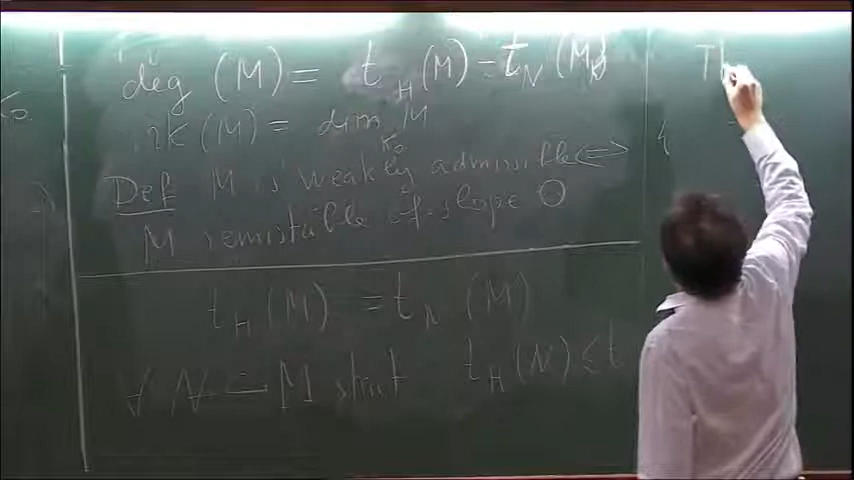 deg (M) = t_H (M) - t_N (M)
rk (M) = dim_{K_0} M
Def M is weakly admissible ⇔
M semistable of slope 0
t_H (M) = t_N (M)
∀ N ⊂ M strict t_H (N) ≤ t
Th
K_0